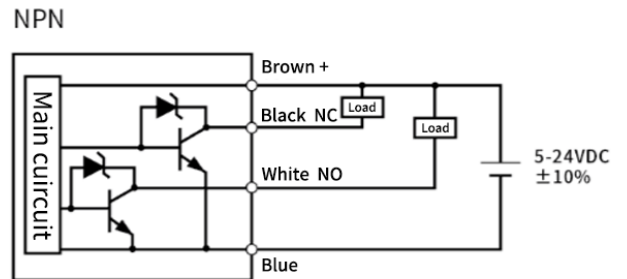 NPN
Brown +
Black NC
Load
Load
Main cuircuit
White NO
5-24VDC
±10%
Blue